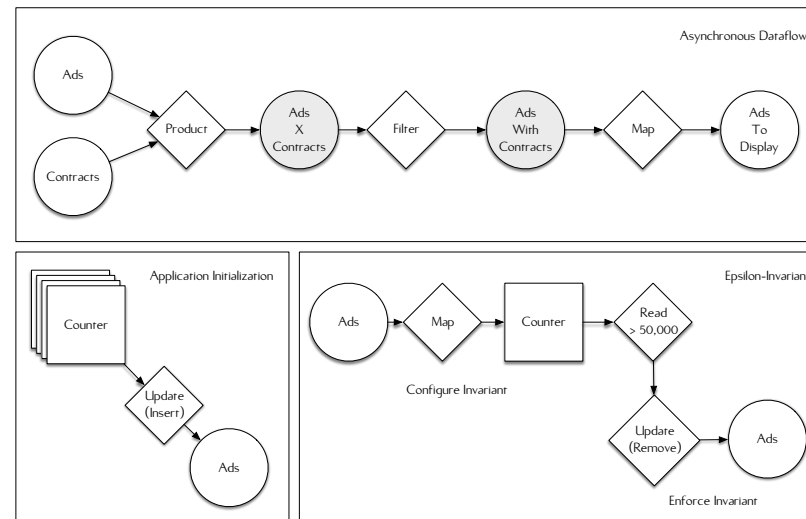 Asynchronous Dataflow
Ads
Contracts
Product
Ads
X
Contracts
Filter
Ads
With
Contracts
Map
Ads
To
Display
Application Initialization
Counter
Update
(Insert)
Ads
Epsilon-Invariant
Ads
Map
Counter
Read
> 50,000
Configure Invariant
Update
(Remove)
Ads
Enforce Invariant